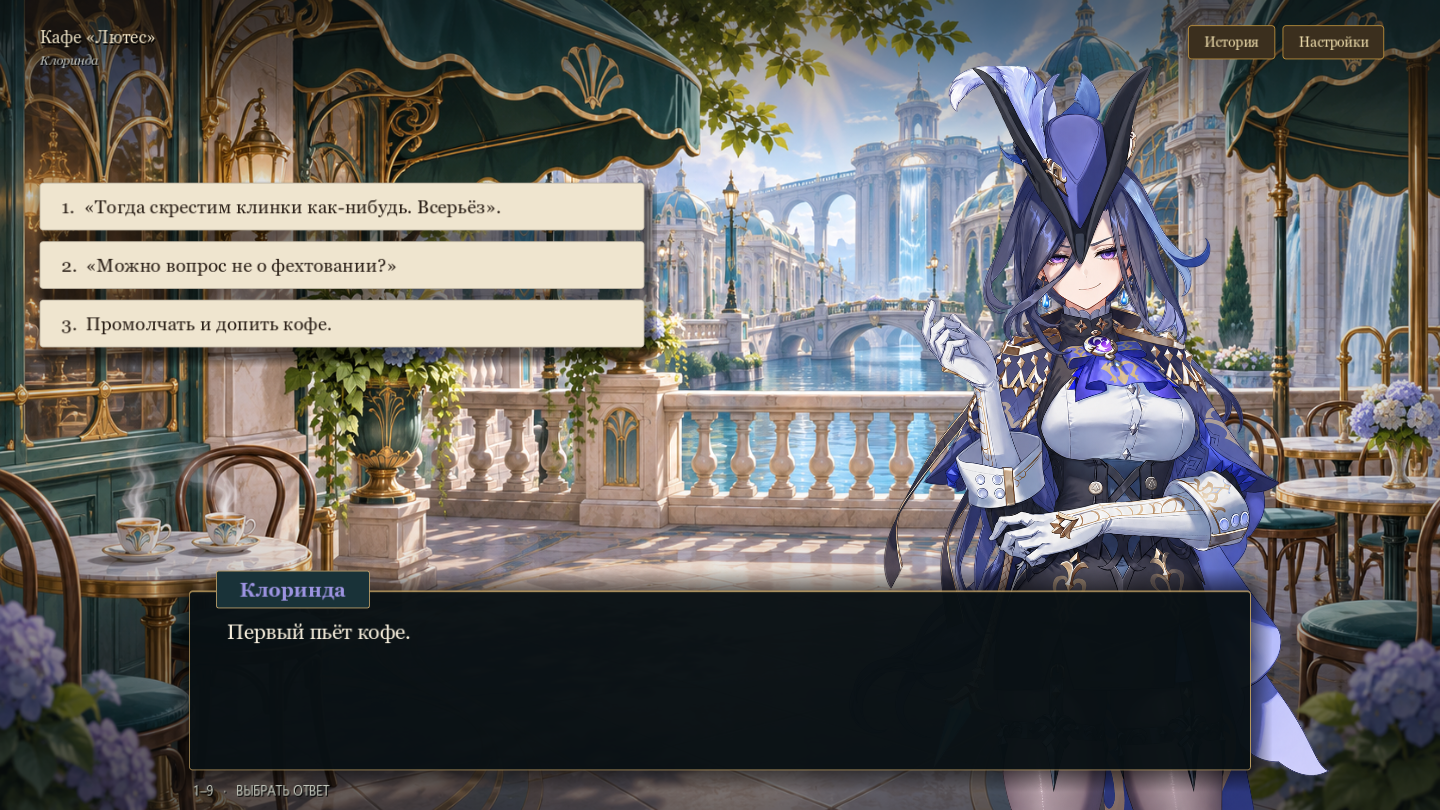 Кафе «Лютес»
Клоринда
История
Настройки
1. «Тогда скрестим клинки как-нибудь. Всерьёз».
2. «Можно вопрос не о фехтовании?»
3. Промолчать и допить кофе.
Клоринда
Первый пьёт кофе.
1–9 · ВЫБРАТЬ ОТВЕТ